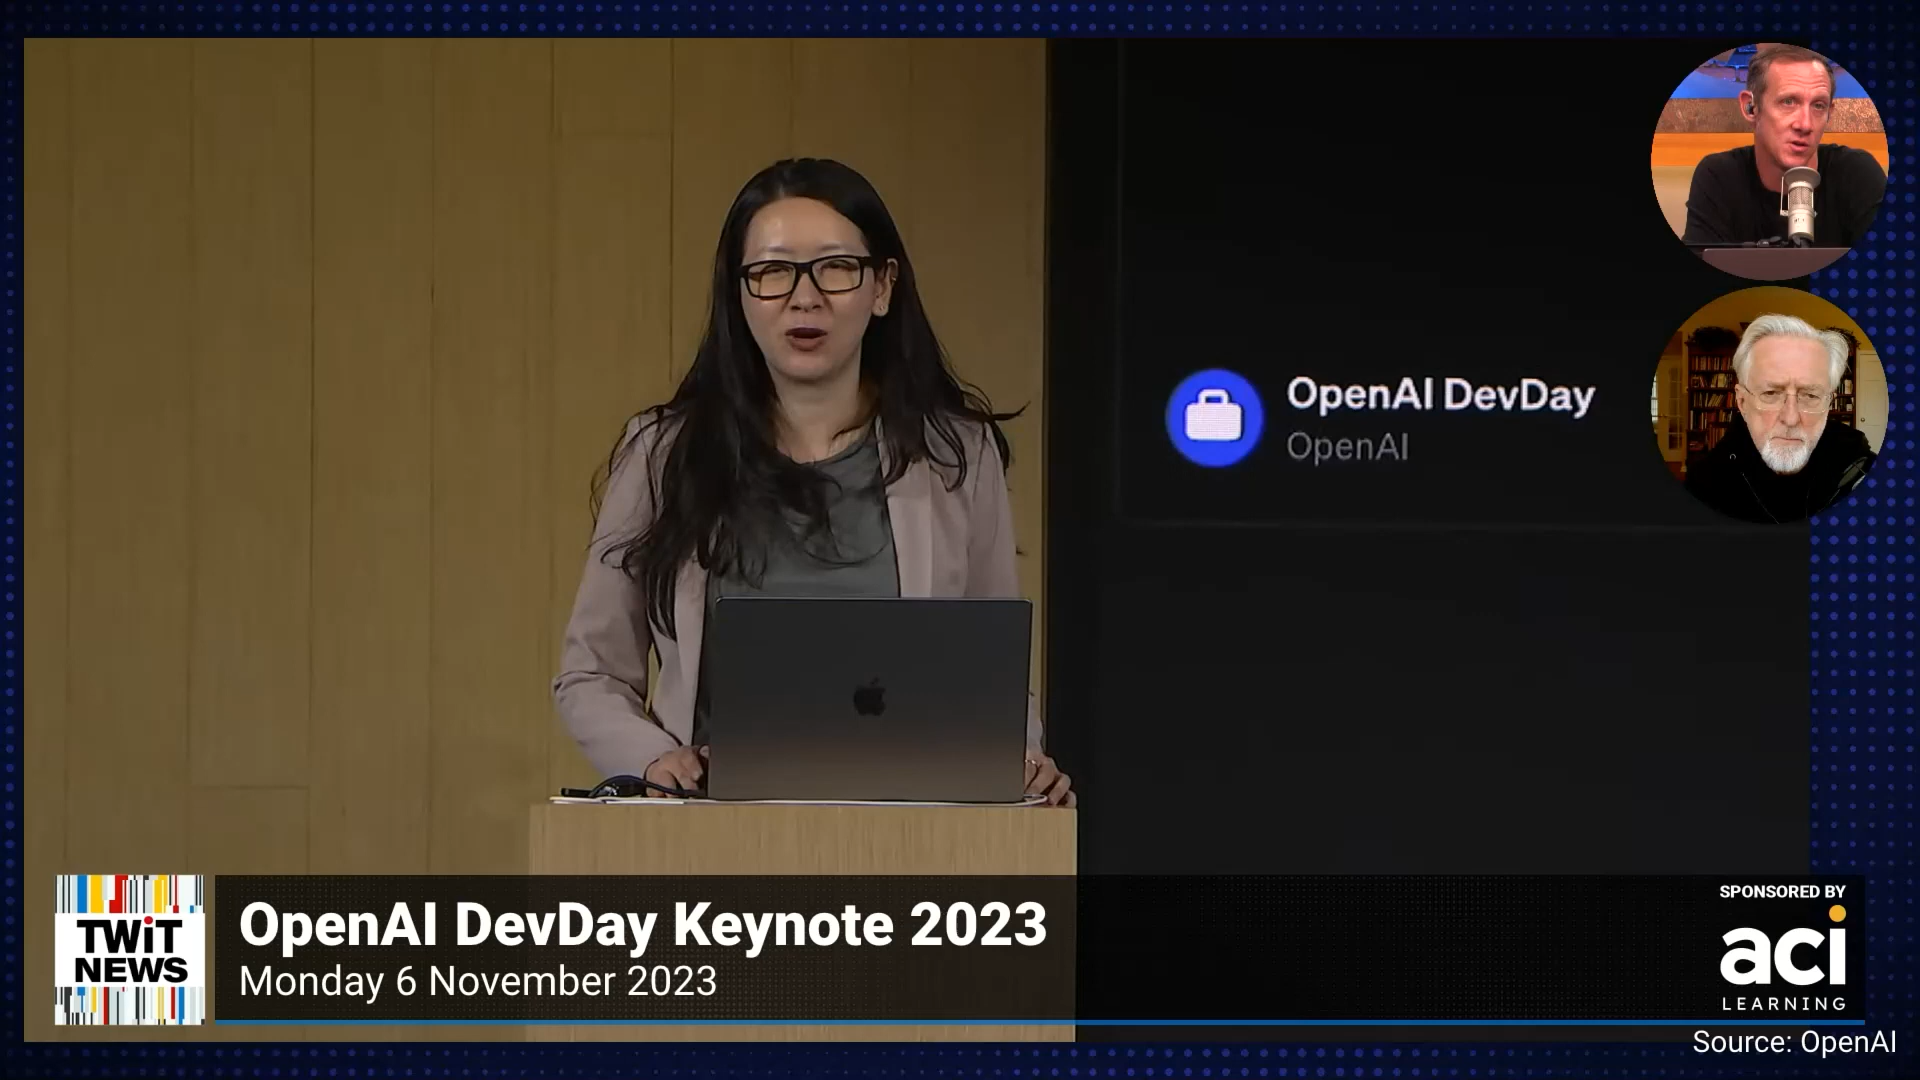 OpenAI DevDay
OpenAI
TWiT
NEWS
OpenAI DevDay Keynote 2023
Monday 6 November 2023
SPONSORED BY
aci
LEARNING
Source: OpenAI